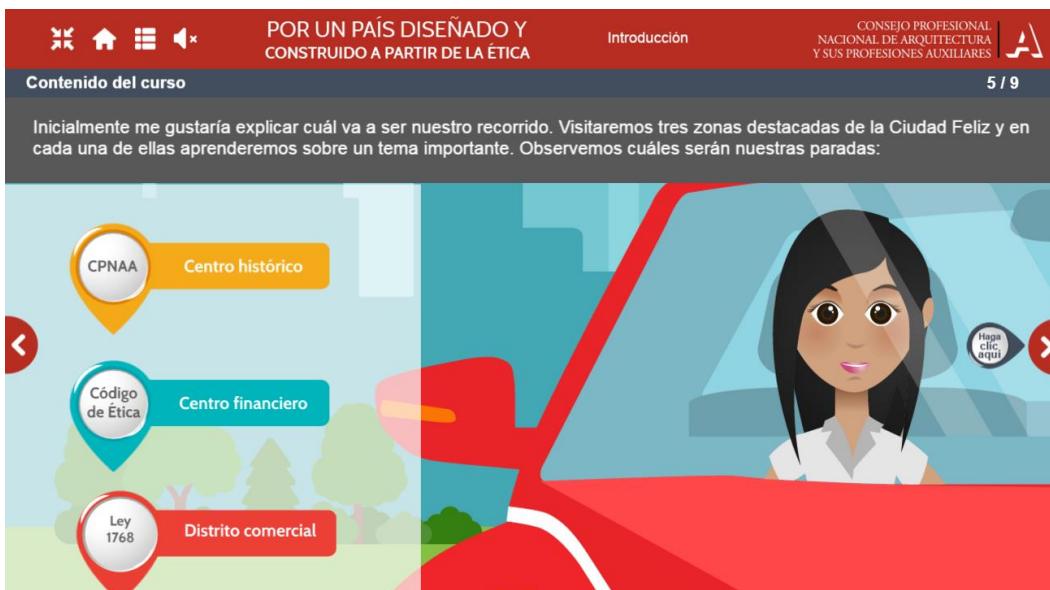 POR UN PAÍS DISEÑADO Y
CONSTRUIDO A PARTIR DE LA ÉTICA
Introducción
CONSEJO PROFESIONAL
NACIONAL DE ARQUITECTURA
Y SUS PROFESIONES AUXILIARES
Contenido del curso
5 / 9
Inicialmente me gustaría explicar cuál va a ser nuestro recorrido. Visitaremos tres zonas destacadas de la Ciudad Feliz y en
cada una de ellas aprenderemos sobre un tema importante. Observemos cuáles serán nuestras paradas:
CPNAA
Centro histórico
Código
de Ética
Centro financiero
Ley
1768
Distrito comercial
Haga
clic
aquí